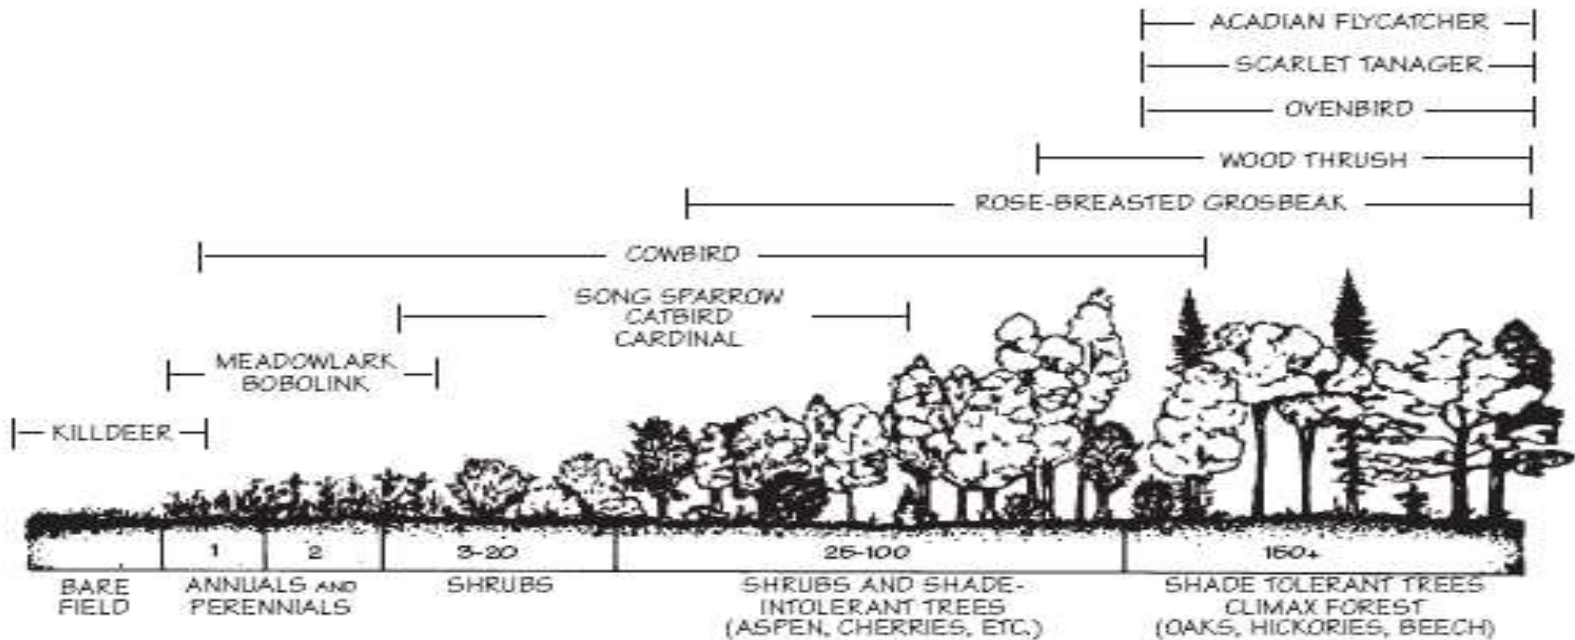 ACADIAN FLYCATCHER
SCARLET TANAGER
OVENBIRD
WOOD THRUSH
ROSE-BREASTED GROSBEAK
COWBIRD
SONG SPARROW
CATBIRD
CARDINAL
MEADOWLARK
BOBOLINK
KILLDEER
1 2 3-20 25-100 150+
BARE
FIELD
ANNUALS AND
PERENNIALS
SHRUBS
SHRUBS AND SHADE-
INTOLERANT TREES
(ASPEN, CHERRIES, ETC.)
SHADE TOLERANT TREES
CLIMAX FOREST
(OAKS, HICKORIES, BEECH)